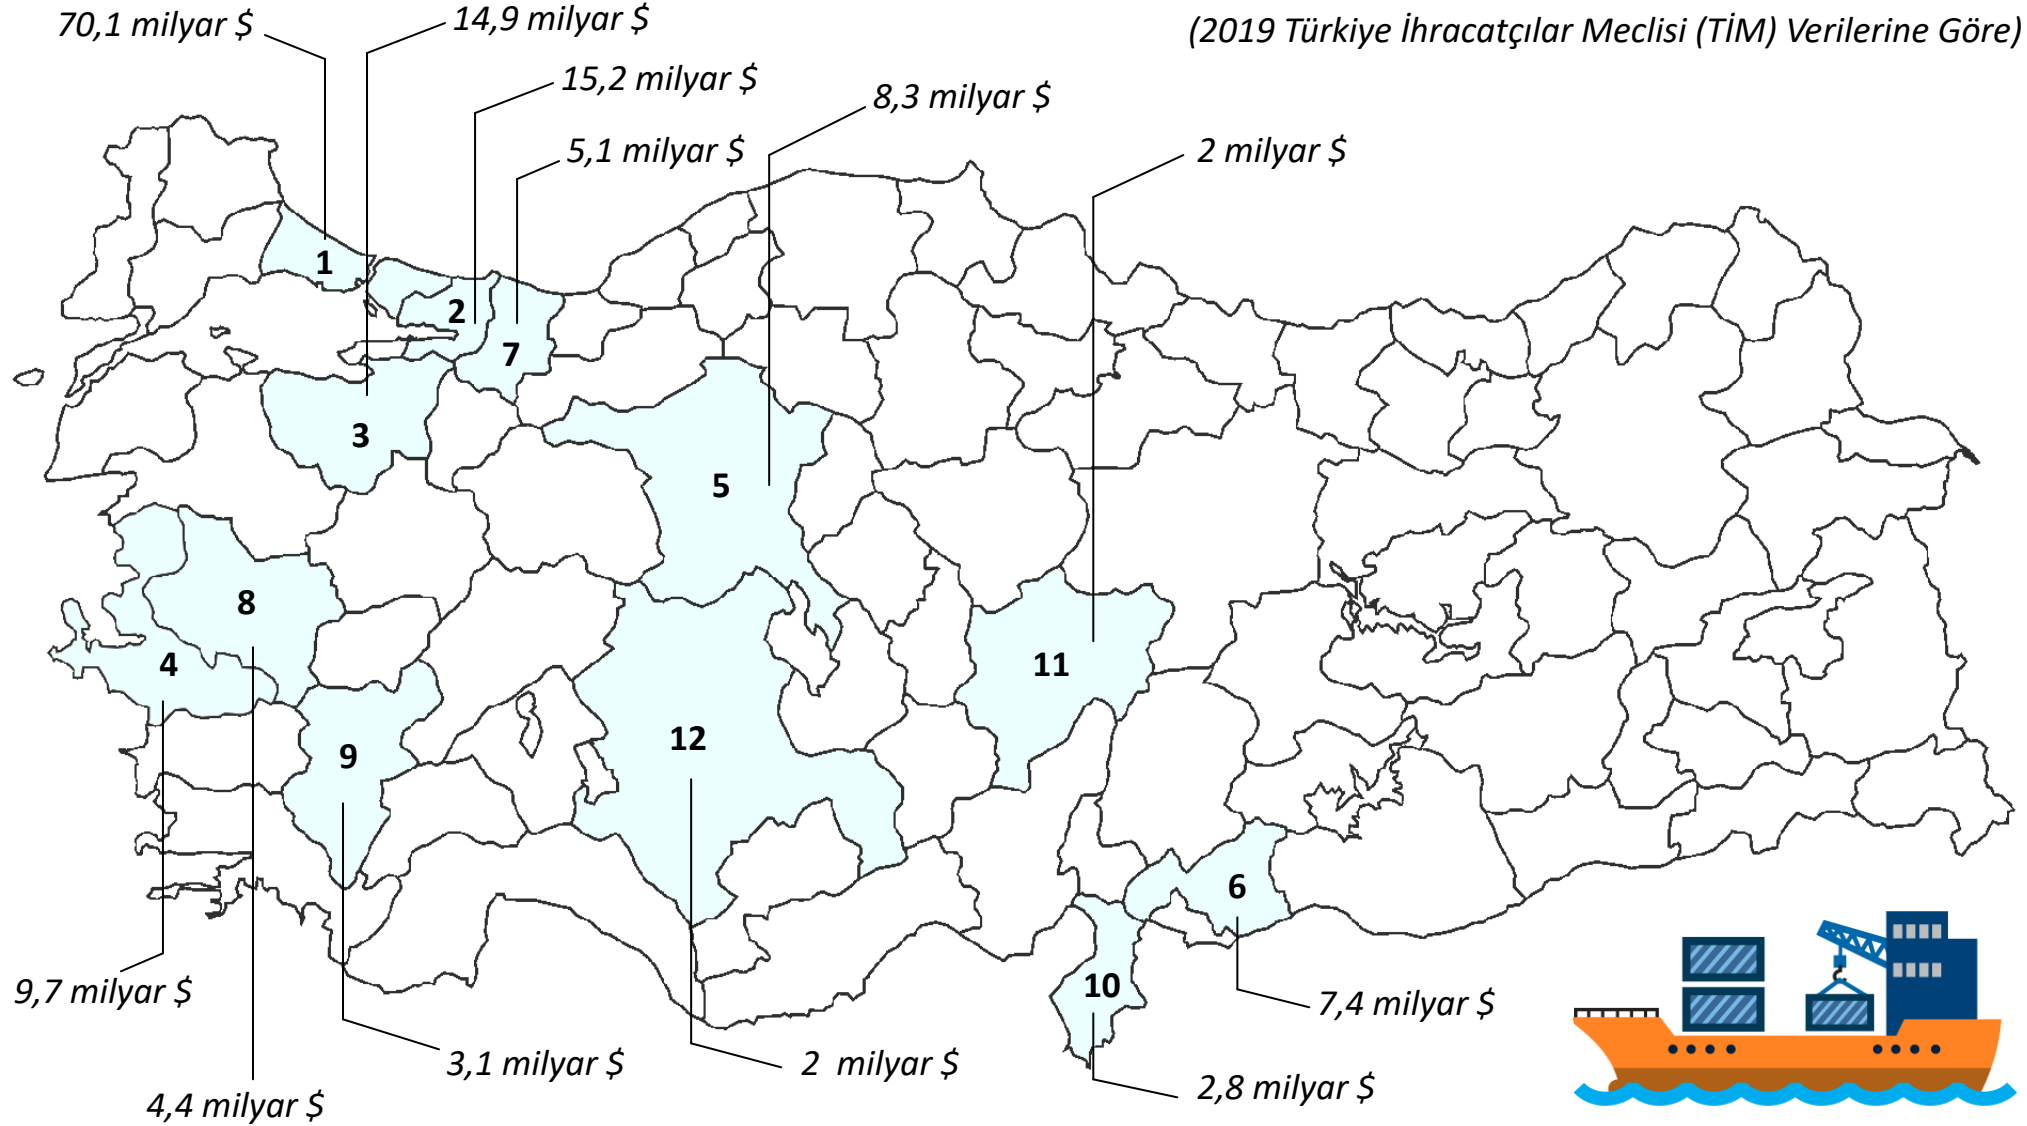 70,1 milyar $
14,9 milyar $
(2019 Türkiye İhracatçılar Meclisi (TİM) Verilerine Göre)
15,2 milyar $
8,3 milyar $
5,1 milyar $
2 milyar $
1
2
7
3
5
8
4
11
12
9
6
10
9,7 milyar $
7,4 milyar $
3,1 milyar $
2 milyar $
2,8 milyar $
4,4 milyar $